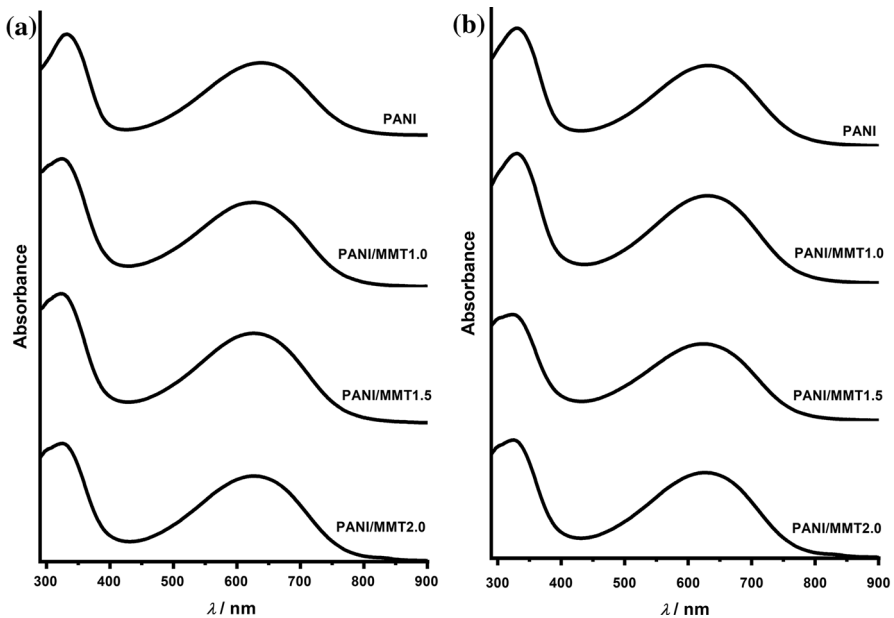 (a)
PANI
PANI/MMT1.0
PANI/MMT1.5
PANI/MMT2.0
Absorbance
300 400 500 600 700 800 900
λ / nm
(b)
PANI
PANI/MMT1.0
PANI/MMT1.5
PANI/MMT2.0
Absorbance
300 400 500 600 700 800 900
λ / nm